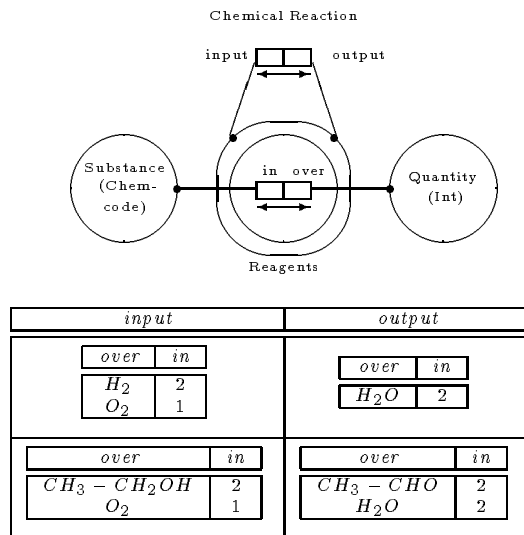 Chemical Reaction
input output
Substance
(Chem-
code)
in over
Quantity
(Int)
Reagents
input output
over in
H2 2
O2 1
over in
H2O 2
over in
CH3 − CH2OH 2
O2 1
over in
CH3 − CHO 2
H2O 2